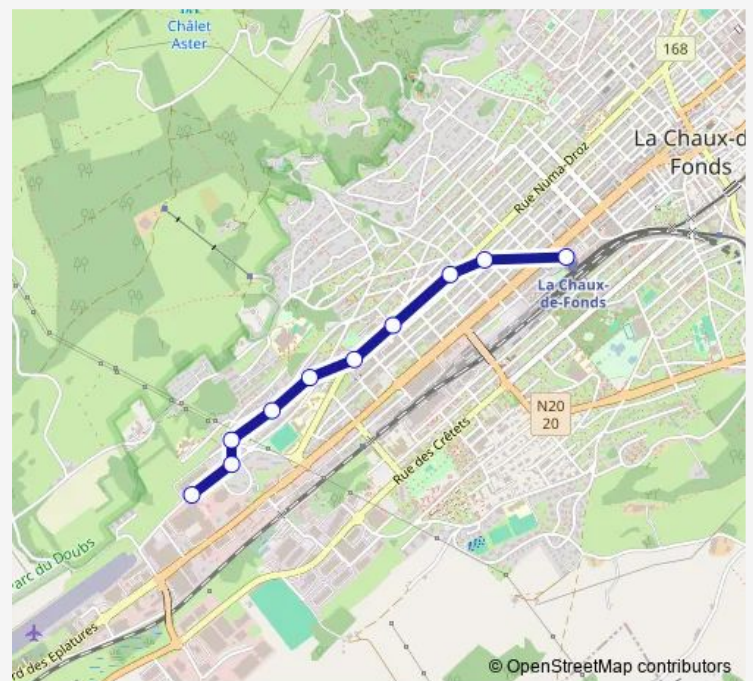 Châlet
Aster
168
La Chaux-d
Fonds
Rue Numa-Droz
La Chaux-
de-Fonds
N20
20
Rue des Crêtets
arc du Doubs
rd des Eplatures
© OpenStreetMap contributors